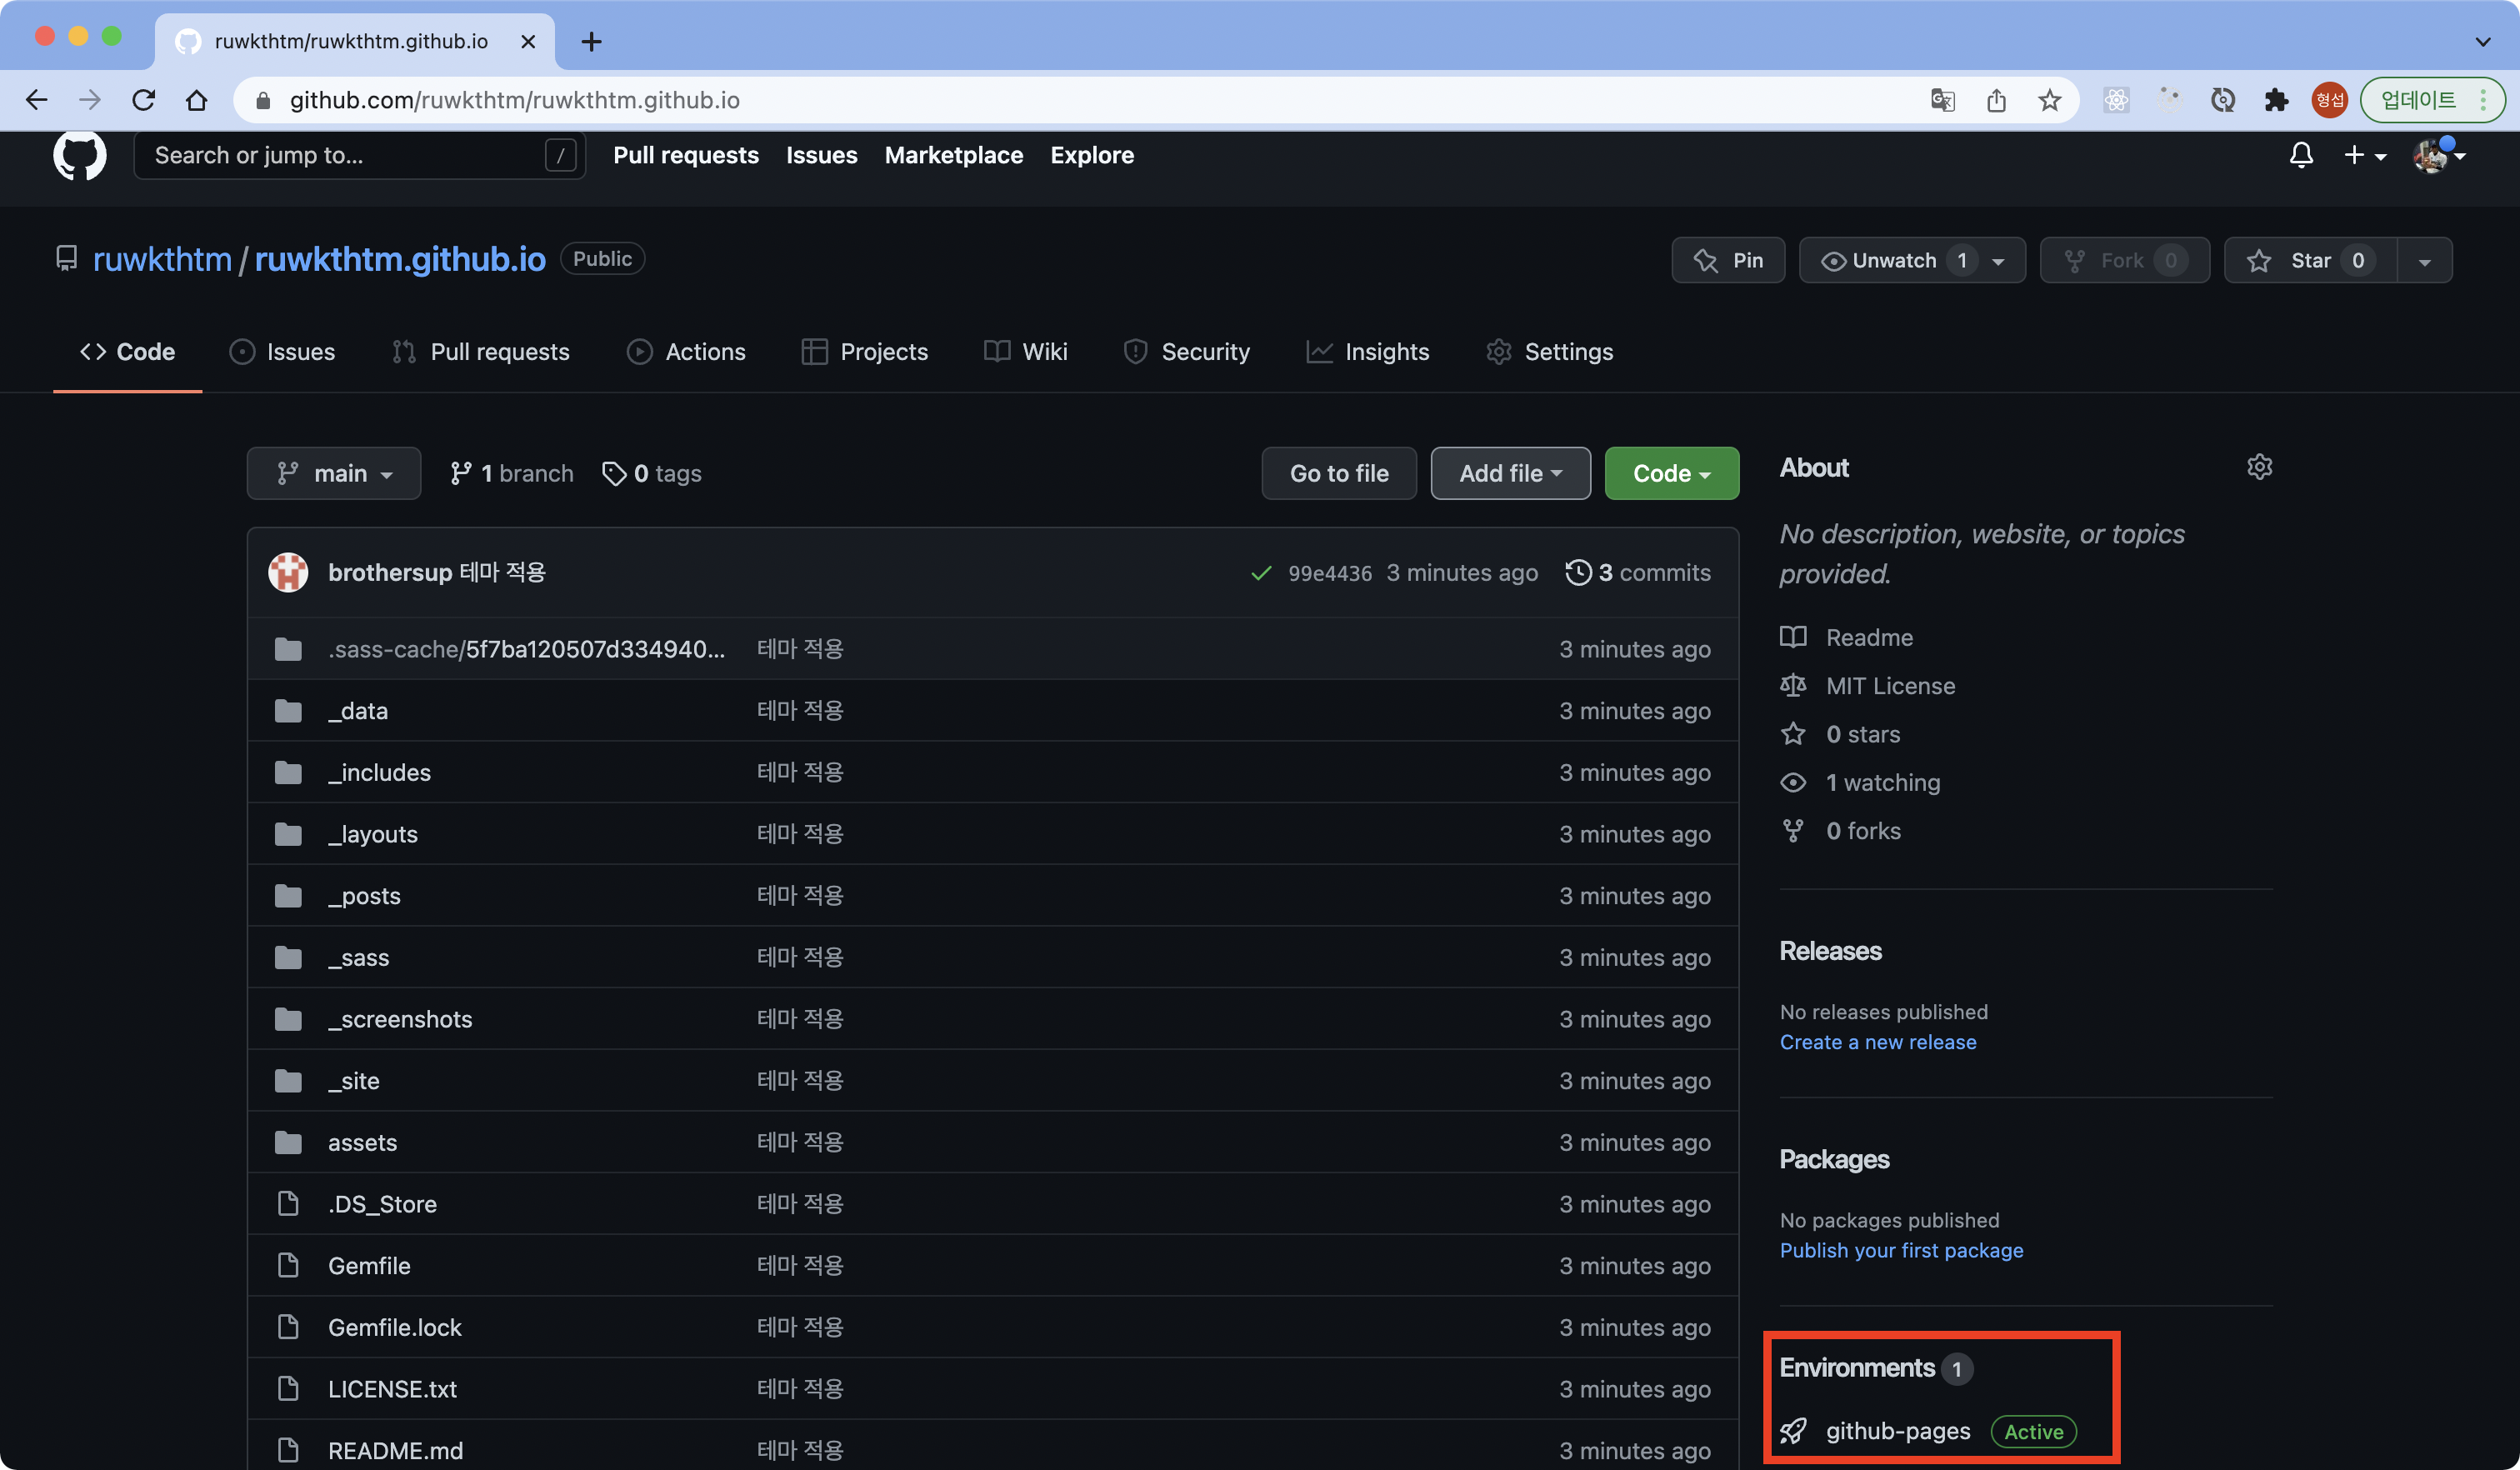 ruwkthtm/ruwkthtm.github.io
github.com/ruwkthtm/ruwkthtm.github.io
형섭
업데이트
Search or jump to...
/
Pull requests
Issues
Marketplace
Explore
ruwkthtm / ruwkthtm.github.io
Public
Pin
Unwatch 1
Fork 0
Star 0
Code
Issues
Pull requests
Actions
Projects
Wiki
Security
Insights
Settings
main
1 branch
0 tags
Go to file
Add file
Code
brothersup 테마 적용
99e4436 3 minutes ago
3 commits
.sass-cache/5f7ba120507d334940... 테마 적용 3 minutes ago
_data 테마 적용 3 minutes ago
_includes 테마 적용 3 minutes ago
_layouts 테마 적용 3 minutes ago
_posts 테마 적용 3 minutes ago
_sass 테마 적용 3 minutes ago
_screenshots 테마 적용 3 minutes ago
_site 테마 적용 3 minutes ago
assets 테마 적용 3 minutes ago
.DS_Store 테마 적용 3 minutes ago
Gemfile 테마 적용 3 minutes ago
Gemfile.lock 테마 적용 3 minutes ago
LICENSE.txt 테마 적용 3 minutes ago
README.md 테마 적용 3 minutes ago
About
No description, website, or topics
provided.
Readme
MIT License
0 stars
1 watching
0 forks
Releases
No releases published
Create a new release
Packages
No packages published
Publish your first package
Environments 1
github-pages Active